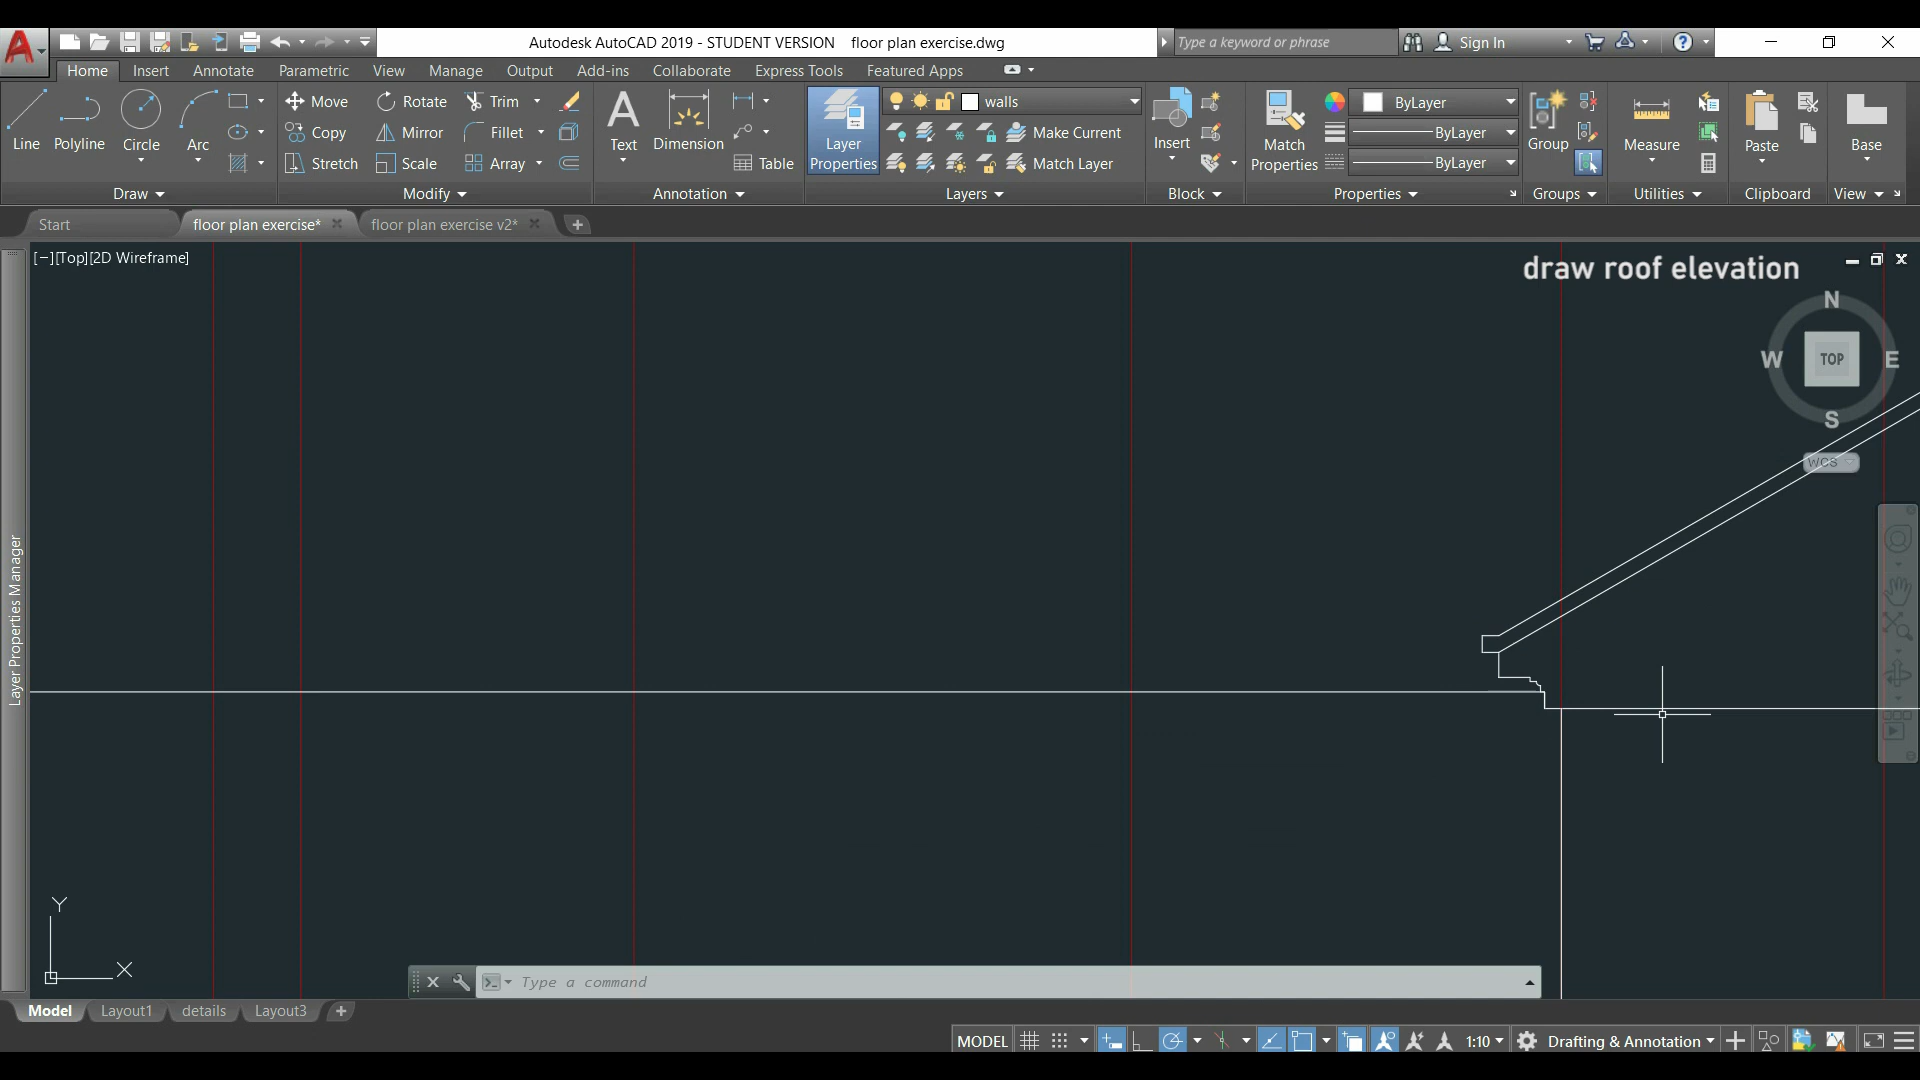 Autodesk AutoCAD 2019 - STUDENT VERSION floor plan exercise.dwg
Type a keyword or phrase
Sign In
Home Insert Annotate Parametric View Manage Output Add-ins Collaborate Express Tools Featured Apps
Line Polyline Circle Arc
Move Rotate Trim
Copy Mirror Fillet
Stretch Scale Array
Text Dimension Table
Layer Properties
walls
Make Current
Match Layer
Insert
Match Properties
ByLayer
ByLayer
ByLayer
Group
Measure
Paste
Base
Draw Modify Annotation Layers Block Properties Groups Utilities Clipboard View
Start floor plan exercise* floor plan exercise v2*
[−][Top][2D Wireframe]
draw roof elevation
N
W TOP E
S
WCS
Layer Properties Manager
Y
X
Type a command
Model Layout1 details Layout3
MODEL 1:10 Drafting & Annotation